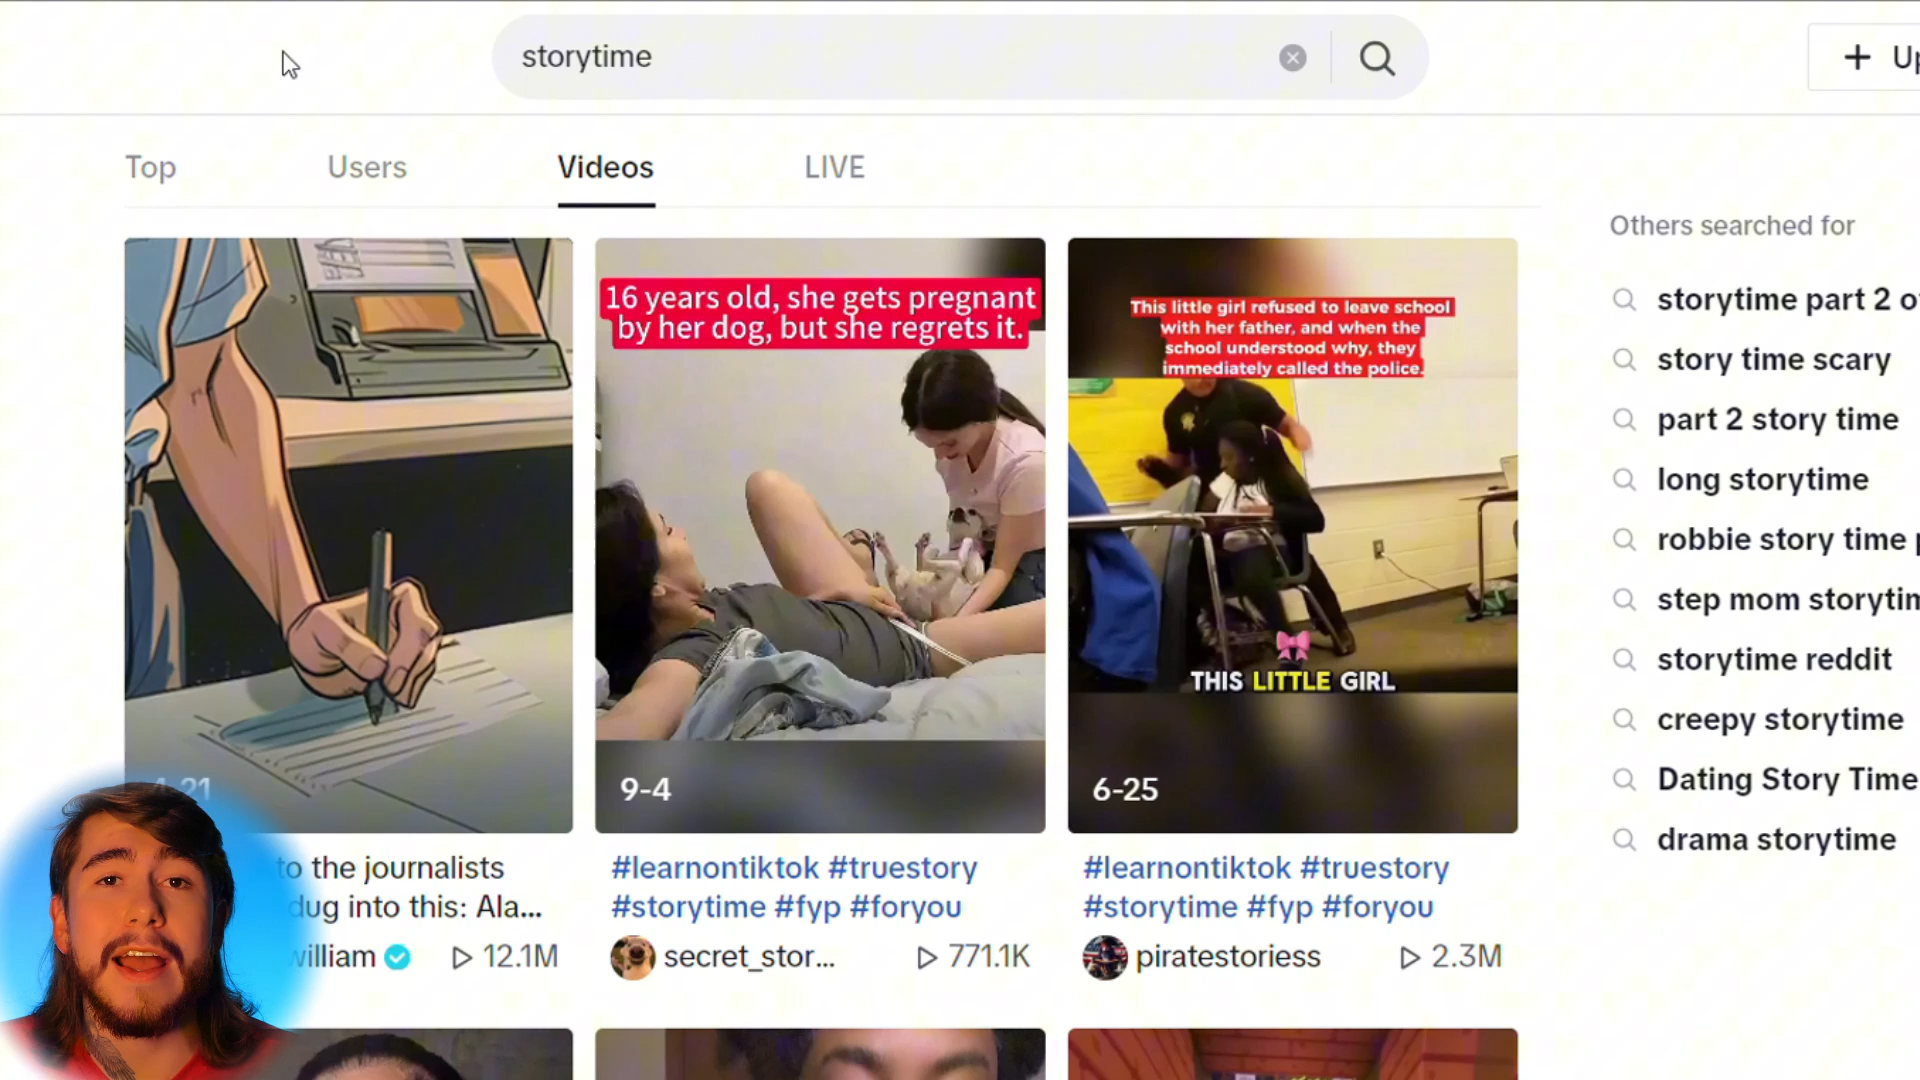 storytime
Up
Top
Users
Videos
LIVE
Others searched for
16 years old, she gets pregnant
by her dog, but she regrets it.
This little girl refused to leave school
with her father, and when the
school understood why, they
immediately called the police.
THIS LITTLE GIRL
4-21
9-4
6-25
to the journalists
dug into this: Ala...
william
12.1M
#learnontiktok #truestory
#storytime #fyp #foryou
secret_stor...
771.1K
#learnontiktok #truestory
#storytime #fyp #foryou
piratestoriess
2.3M
storytime part 2 o
story time scary
part 2 story time
long storytime
robbie story time p
step mom storytim
storytime reddit
creepy storytime
Dating Story Time
drama storytime